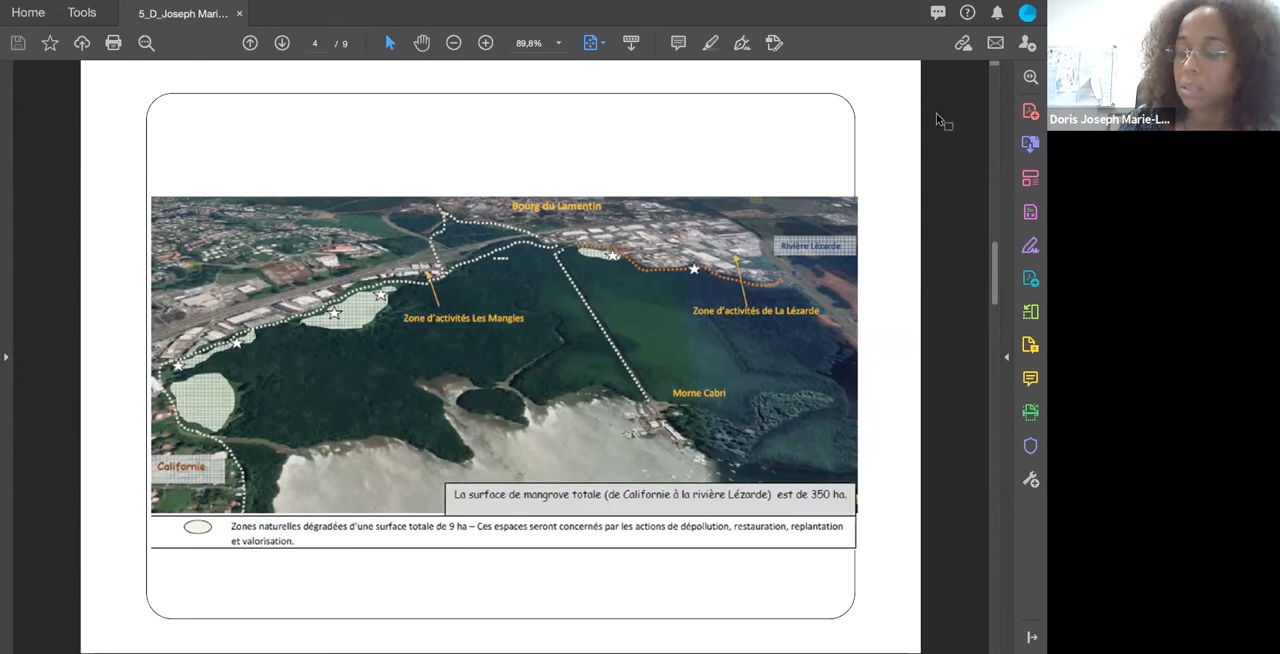 Home
Tools
5_D_Joseph Mari...
4 / 9
89,8%
Doris Joseph Marie-L...
Bourg du Lamentin
Rivière Lézarde
Zone d'activités Les Mangles
Zone d'activités de La Lézarde
Morne Cabri
Californie
La surface de mangrove totale (de Californie à la rivière Lézarde) est de 350 ha.
Zones naturelles dégradées d'une surface totale de 9 ha – Ces espaces seront concernés par les actions de dépollution, restauration, replantation
et valorisation.